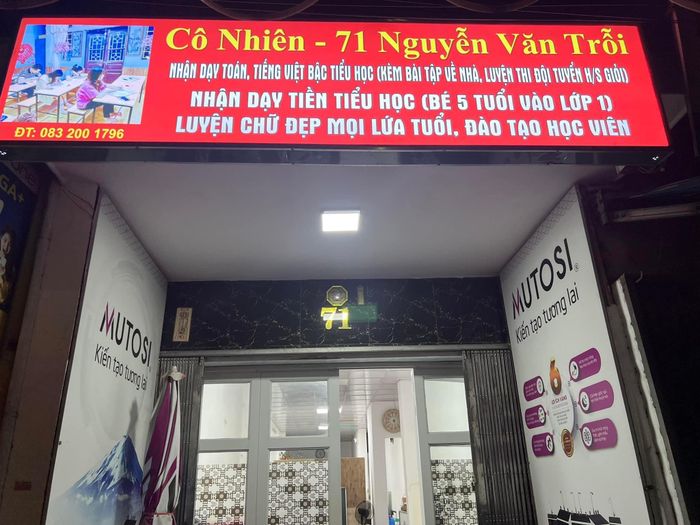 Cô Nhiên - 71 Nguyễn Văn Trỗi
NHẬN DẠY TOÁN, TIẾNG VIỆT BẬC TIỂU HỌC (KÈM BÀI TẬP VỀ NHÀ, LUYỆN THI ĐỘI TUYỂN H/S GIỎI)
NHẬN DẠY TIỀN TIỂU HỌC (BÉ 5 TUỔI VÀO LỚP 1)
LUYỆN CHỮ ĐẸP MỌI LỨA TUỔI, ĐÀO TẠO HỌC VIÊN
ĐT: 083 200 1796
GA+
71
MUTOSI
Kiến tạo tương lai
MUTOSI®
Kiến tạo tương lai